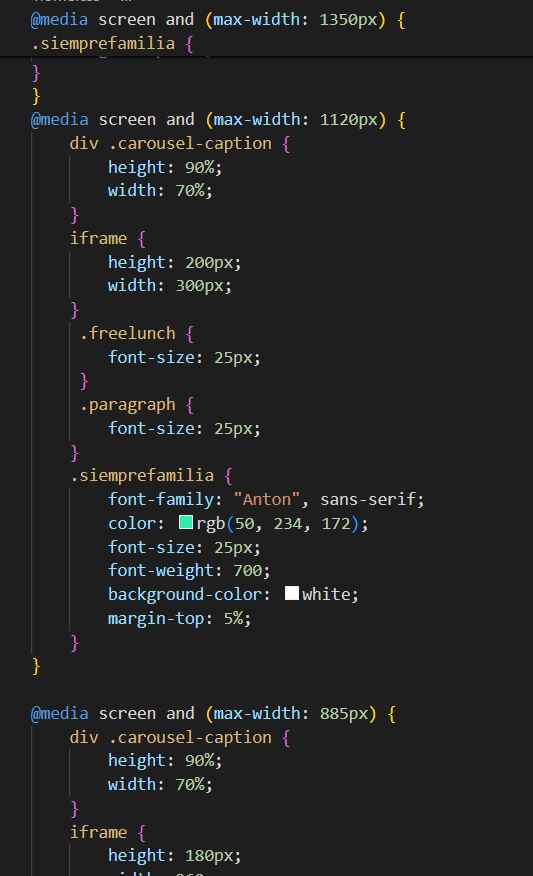 @media screen and (max-width: 1350px) {
.siemprefamilia {
}
}
@media screen and (max-width: 1120px) {
div .carousel-caption {
height: 90%;
width: 70%;
}
iframe {
height: 200px;
width: 300px;
}
.freelunch {
font-size: 25px;
}
.paragraph {
font-size: 25px;
}
.siemprefamilia {
font-family: "Anton", sans-serif;
color: rgb(50, 234, 172);
font-size: 25px;
font-weight: 700;
background-color: white;
margin-top: 5%;
}
}
@media screen and (max-width: 885px) {
div .carousel-caption {
height: 90%;
width: 70%;
}
iframe {
height: 180px;